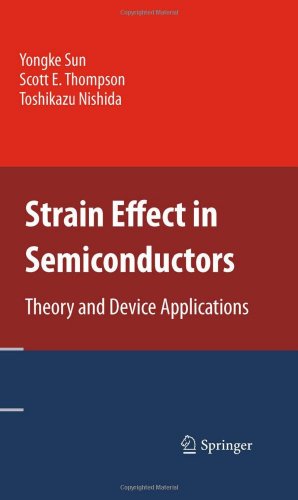 Yongke Sun
Scott E. Thompson
Toshikazu Nishida
Strain Effect in
Semiconductors
Theory and Device Applications
Springer